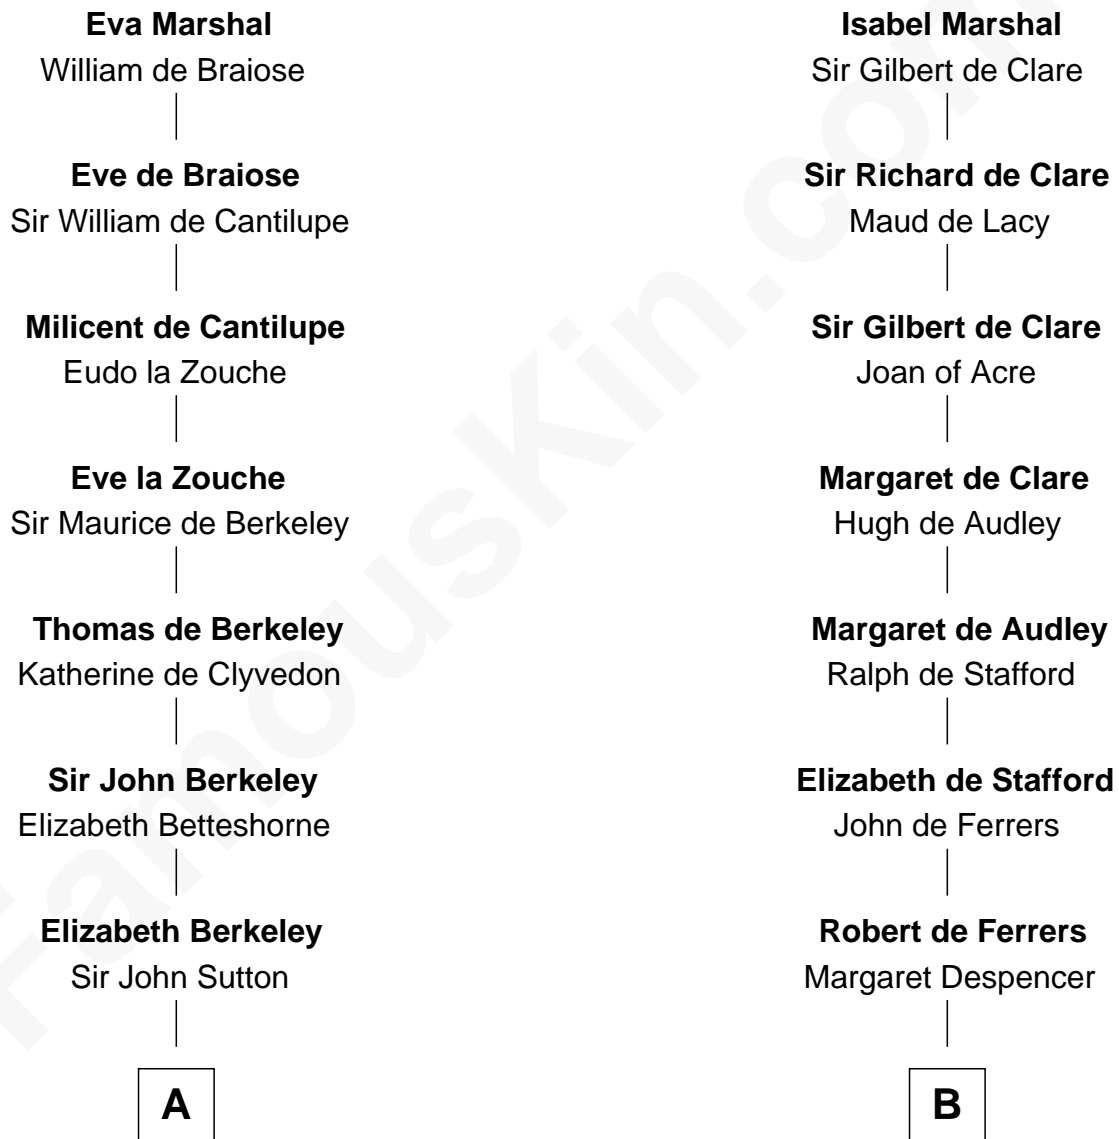 Eva Marshal
William de Braiose
Eve de Braiose
Sir William de Cantilupe
Milicent de Cantilupe
Eudo la Zouche
Eve la Zouche
Sir Maurice de Berkeley
Thomas de Berkeley
Katherine de Clyvedon
Sir John Berkeley
Elizabeth Betteshorne
Elizabeth Berkeley
Sir John Sutton
A
Isabel Marshal
Sir Gilbert de Clare
Sir Richard de Clare
Maud de Lacy
Sir Gilbert de Clare
Joan of Acre
Margaret de Clare
Hugh de Audley
Margaret de Audley
Ralph de Stafford
Elizabeth de Stafford
John de Ferrers
Robert de Ferrers
Margaret Despencer
B
FamousKin.com